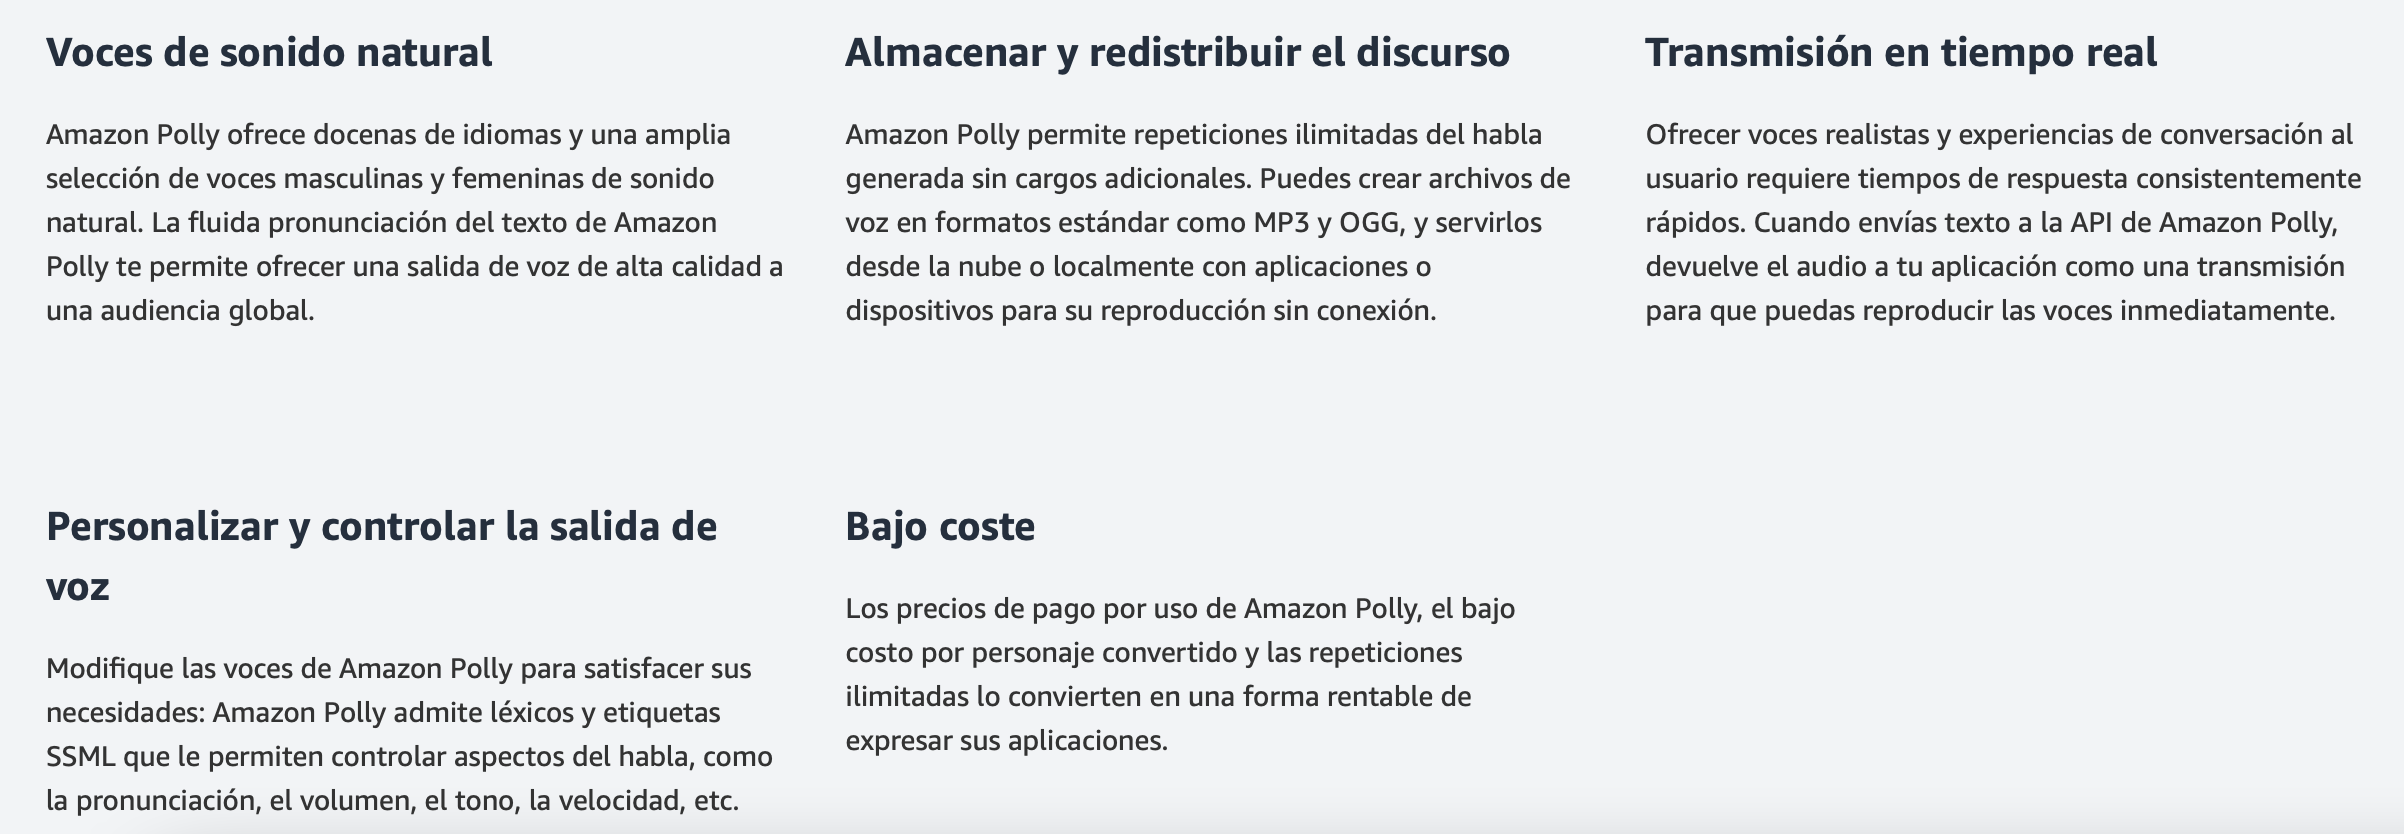 Voces de sonido natural
Amazon Polly ofrece docenas de idiomas y una amplia
selección de voces masculinas y femeninas de sonido
natural. La fluida pronunciación del texto de Amazon
Polly te permite ofrecer una salida de voz de alta calidad a
una audiencia global.
Almacenar y redistribuir el discurso
Amazon Polly permite repeticiones ilimitadas del habla
generada sin cargos adicionales. Puedes crear archivos de
voz en formatos estándar como MP3 y OGG, y servirlos
desde la nube o localmente con aplicaciones o
dispositivos para su reproducción sin conexión.
Transmisión en tiempo real
Ofrecer voces realistas y experiencias de conversación al
usuario requiere tiempos de respuesta consistentemente
rápidos. Cuando envías texto a la API de Amazon Polly,
devuelve el audio a tu aplicación como una transmisión
para que puedas reproducir las voces inmediatamente.
Personalizar y controlar la salida de
voz
Modifique las voces de Amazon Polly para satisfacer sus
necesidades: Amazon Polly admite léxicos y etiquetas
SSML que le permiten controlar aspectos del habla, como
la pronunciación, el volumen, el tono, la velocidad, etc.
Bajo coste
Los precios de pago por uso de Amazon Polly, el bajo
costo por personaje convertido y las repeticiones
ilimitadas lo convierten en una forma rentable de
expresar sus aplicaciones.